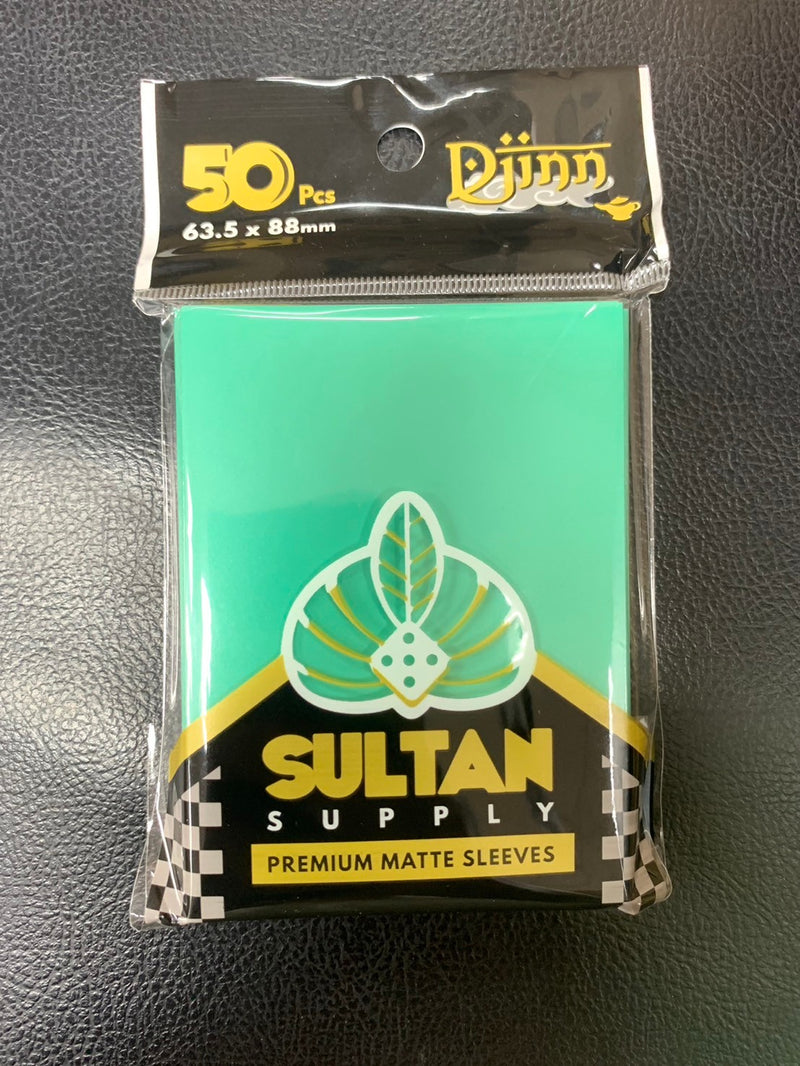 50 Pcs
63.5 x 88mm
Djinn
SULTAN
SUPPLY
PREMIUM MATTE SLEEVES